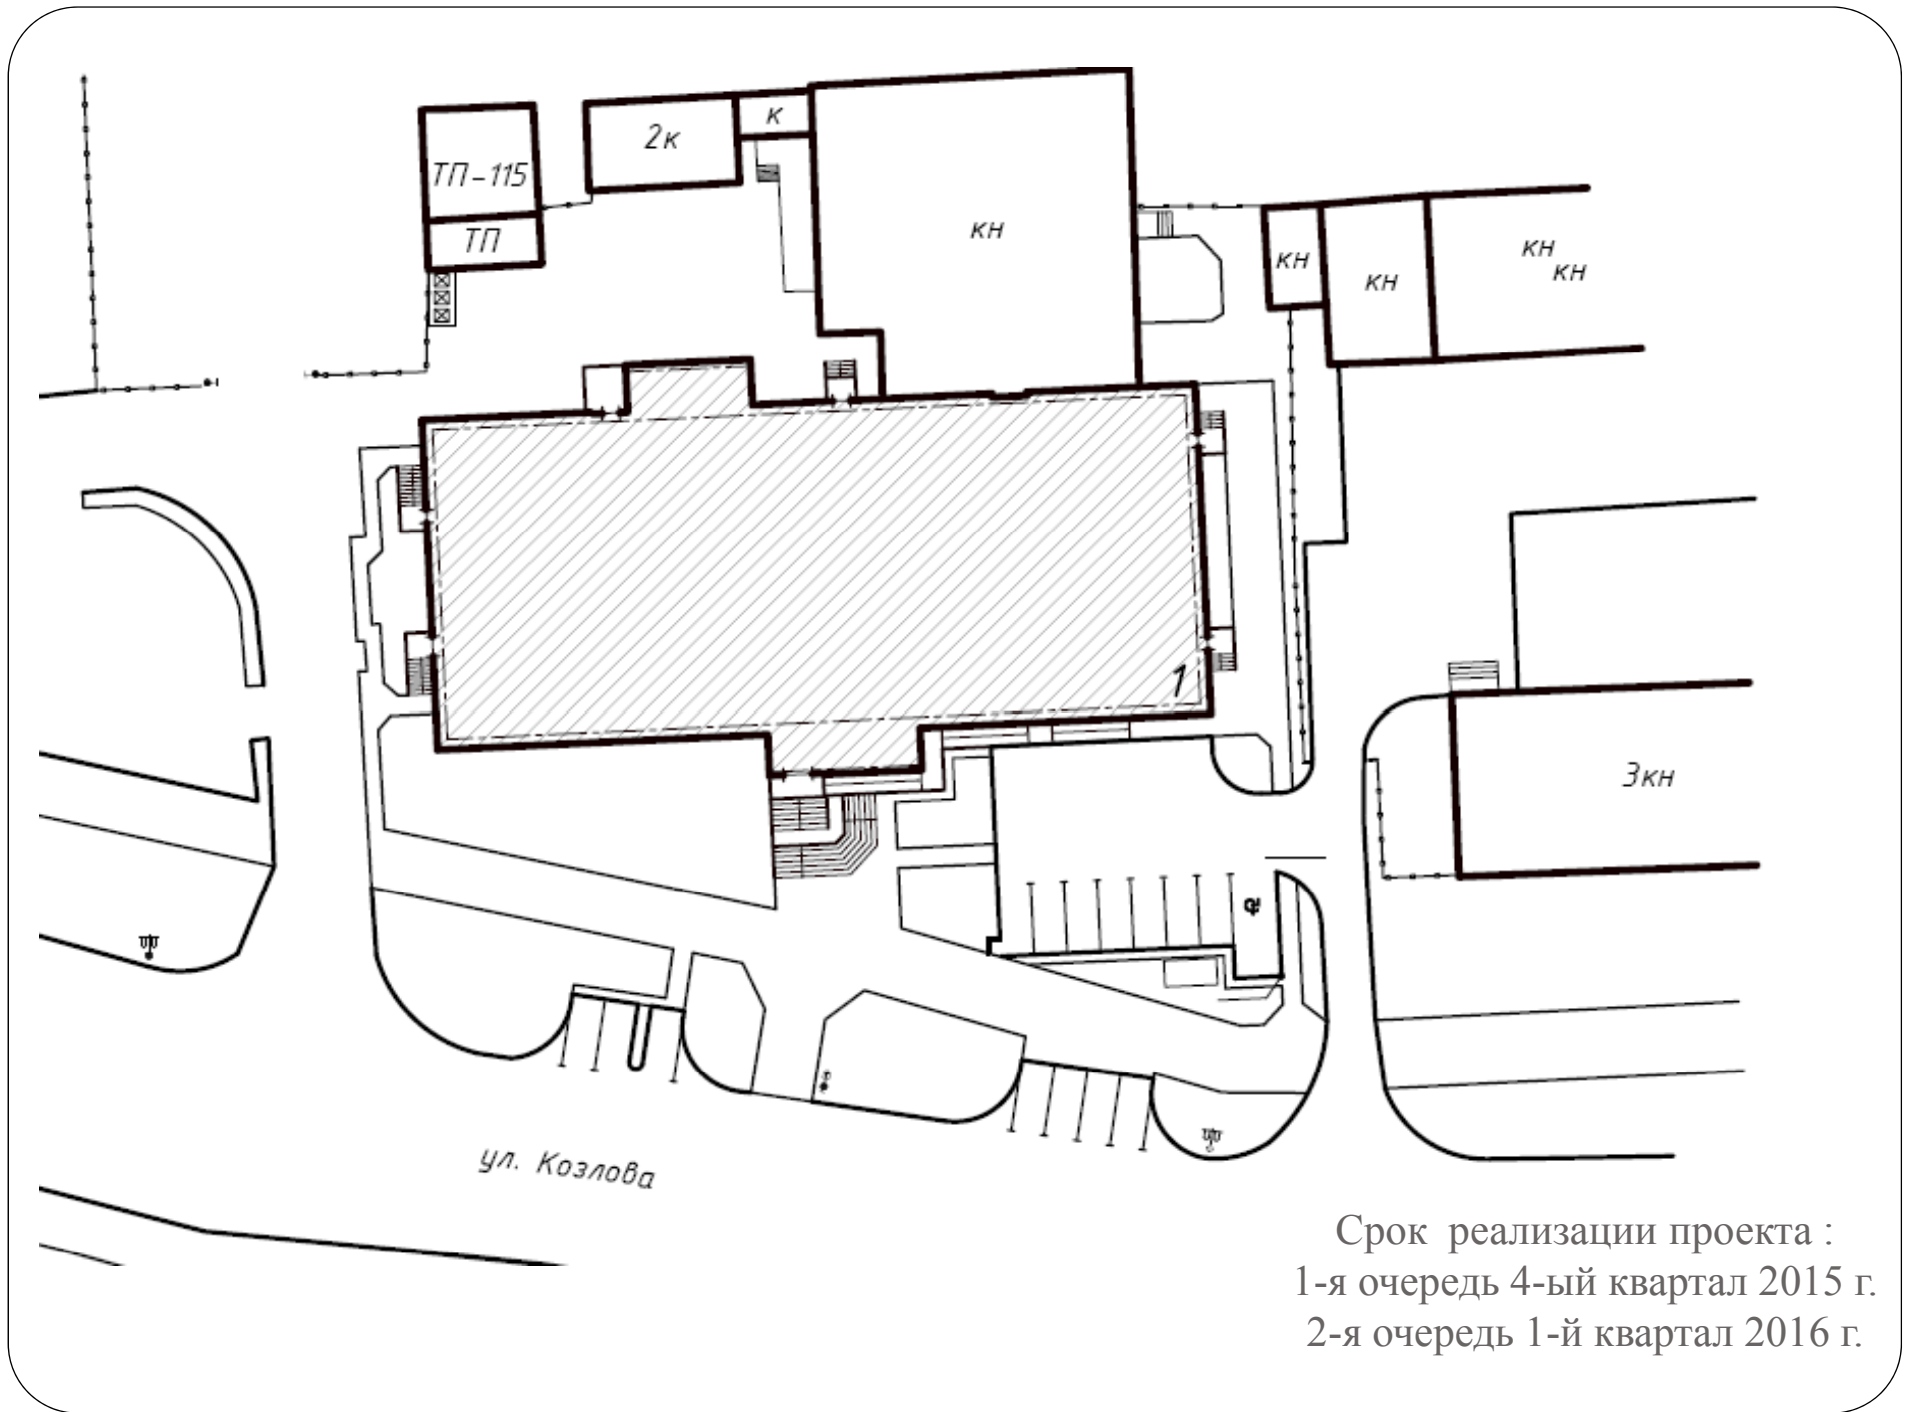 к
2к
ТП-115
ТП
кн
кн
кн
кн
кн
1
3кн
ул. Козлова
Срок реализации проекта :
1-я очередь 4-ый квартал 2015 г.
2-я очередь 1-й квартал 2016 г.